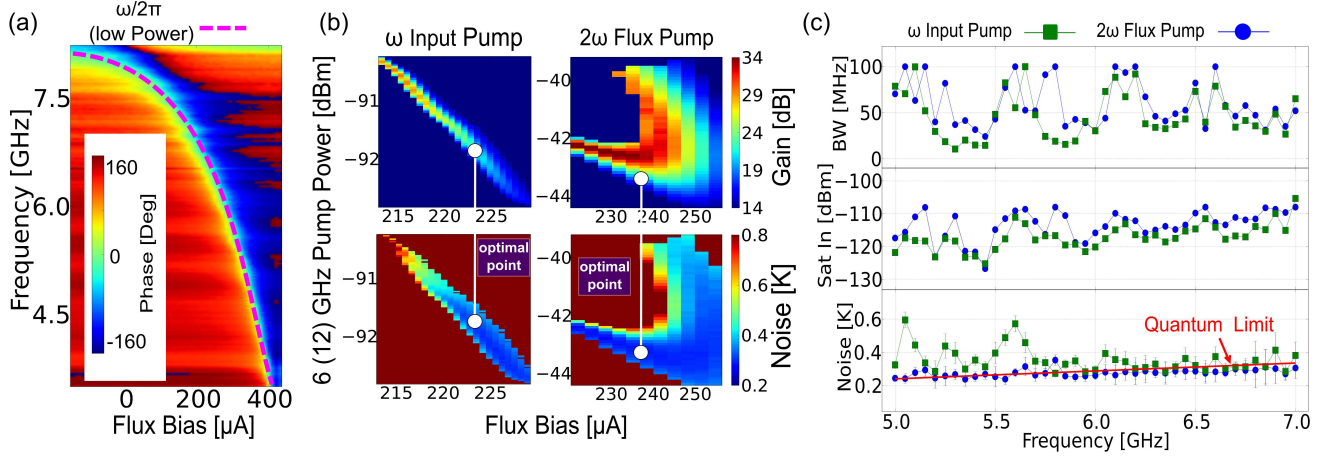 (a)
ω/2π
(low Power)
Frequency [GHz]
7.5
6.0
4.5
Phase [Deg]
160
0
-160
0 200 400
Flux Bias [µA]
(b)
ω Input Pump 2ω Flux Pump
6 (12) GHz Pump Power [dBm]
−91
−92
215 220 225
−40
−42
−44
230 240 250
Gain [dB]
34
29
24
19
14
−91
−92
optimal
point
215 220 225
−40
−42
−44
optimal
point
230 240 250
Noise [K]
0.8
0.6
0.4
0.2
Flux Bias [µA]
(c)
ω Input Pump 2ω Flux Pump
BW [MHz]
100
50
0
Sat In [dBm]
−100
−110
−120
−130
Noise [K]
0.6
0.4
0.2
Quantum Limit
5.0 5.5 6.0 6.5 7.0
Frequency [GHz]